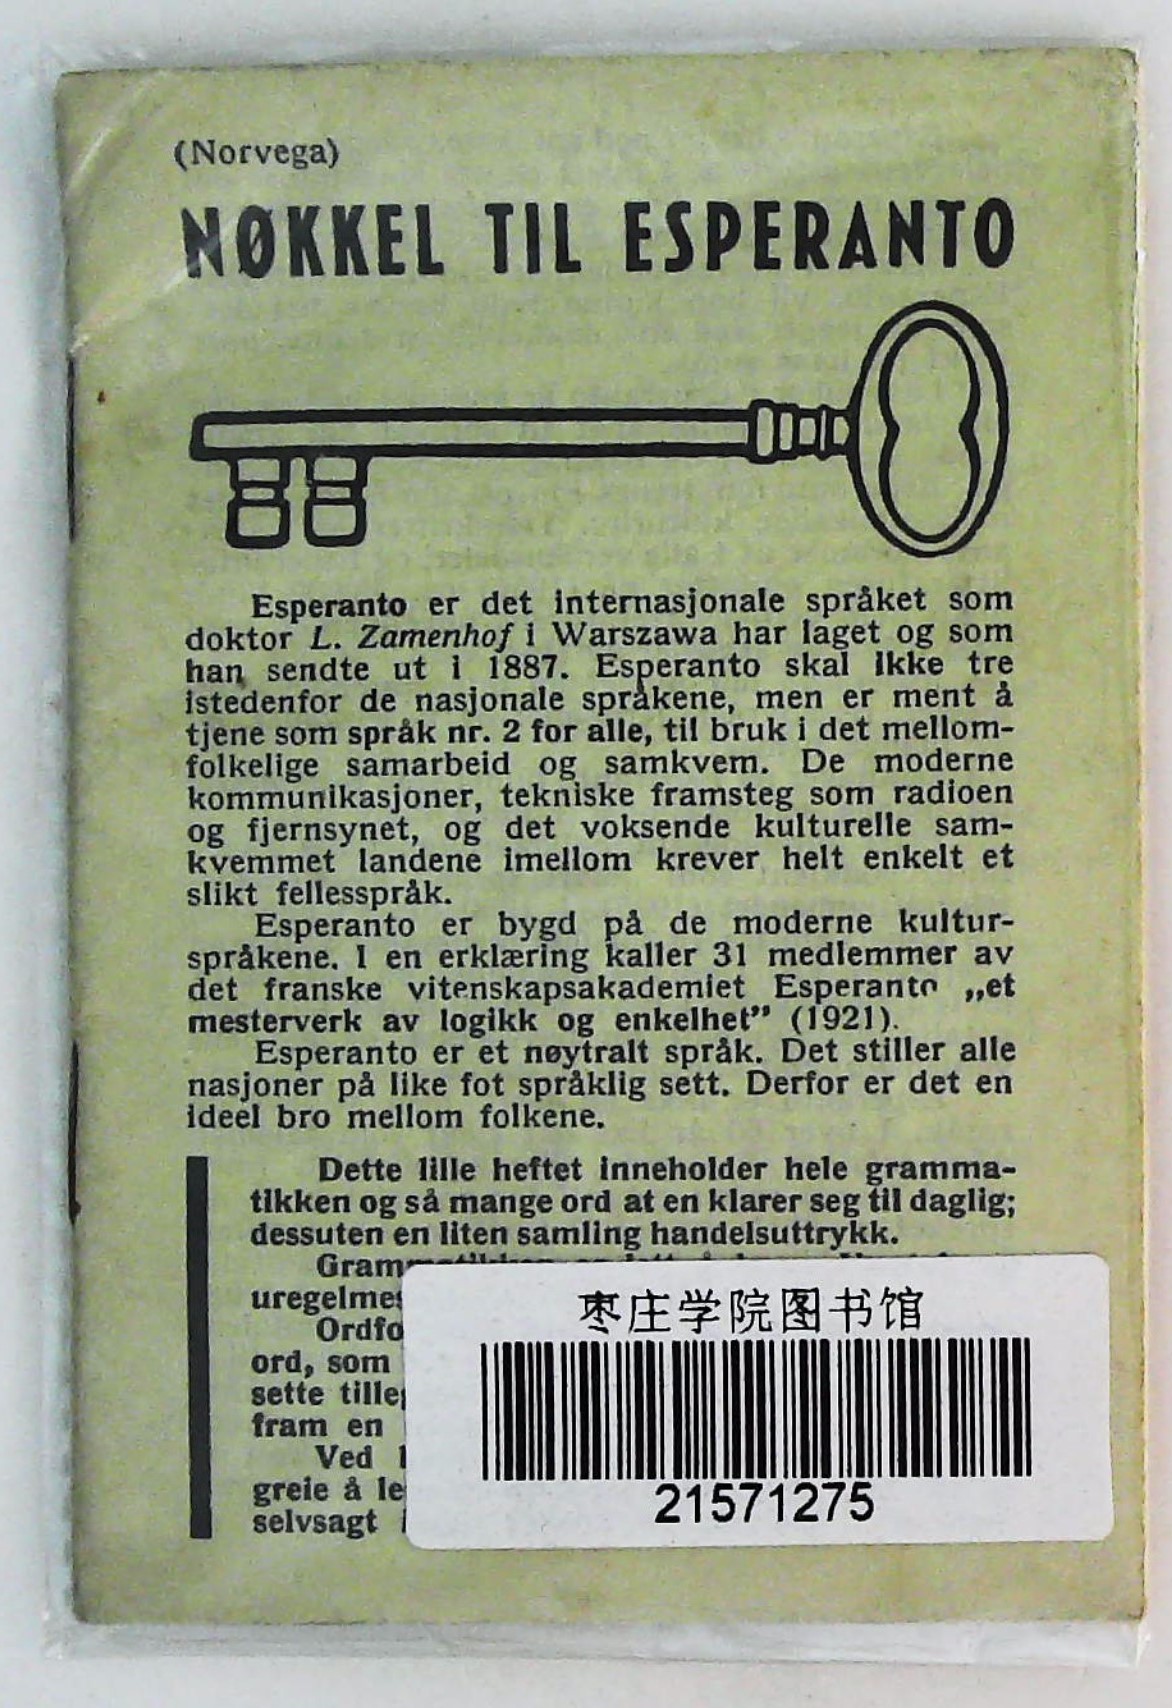 (Norvega)
NØKKEL TIL ESPERANTO
Esperanto er det internasjonale språket som
doktor L. Zamenhof i Warszawa har laget og som
han sendte ut i 1887. Esperanto skal ikke tre
istedenfor de nasjonale språkene, men er ment å
tjene som språk nr. 2 for alle, til bruk i det mellom-
folkelige samarbeid og samkvem. De moderne
kommunikasjoner, tekniske framsteg som radioen
og fjernsynet, og det voksende kulturelle sam-
kvemmet landene imellom krever helt enkelt et
slikt fellesspråk.
Esperanto er bygd på de moderne kultur-
språkene. I en erklæring kaller 31 medlemmer av
det franske vitenskapsakademiet Esperanto „et
mesterverk av logikk og enkelhet” (1921).
Esperanto er et nøytralt språk. Det stiller alle
nasjoner på like fot språklig sett. Derfor er det en
ideel bro mellom folkene.
Dette lille heftet inneholder hele gramma-
tikken og så mange ord at en klarer seg til daglig;
dessuten en liten samling handelsuttrykk.
Gram
uregelmes
Ordfo
ord, som
sette tille
fram en
Ved
greie å le
selvsagt
枣庄学院图书馆
21571275